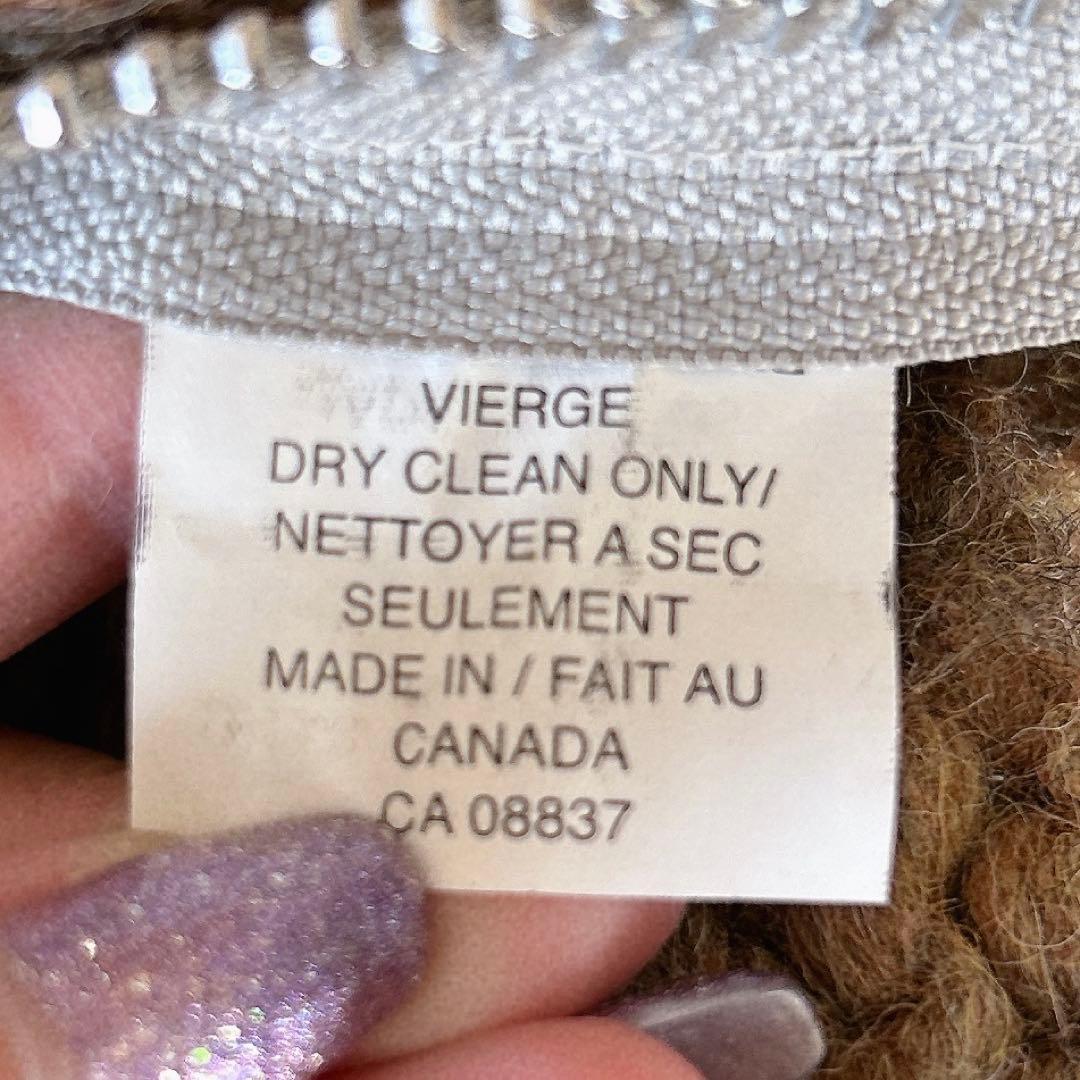 VIERGE
DRY CLEAN ONLY/
NETTOYER A SEC
SEULEMENT
MADE IN / FAIT AU
CANADA
CA 08837